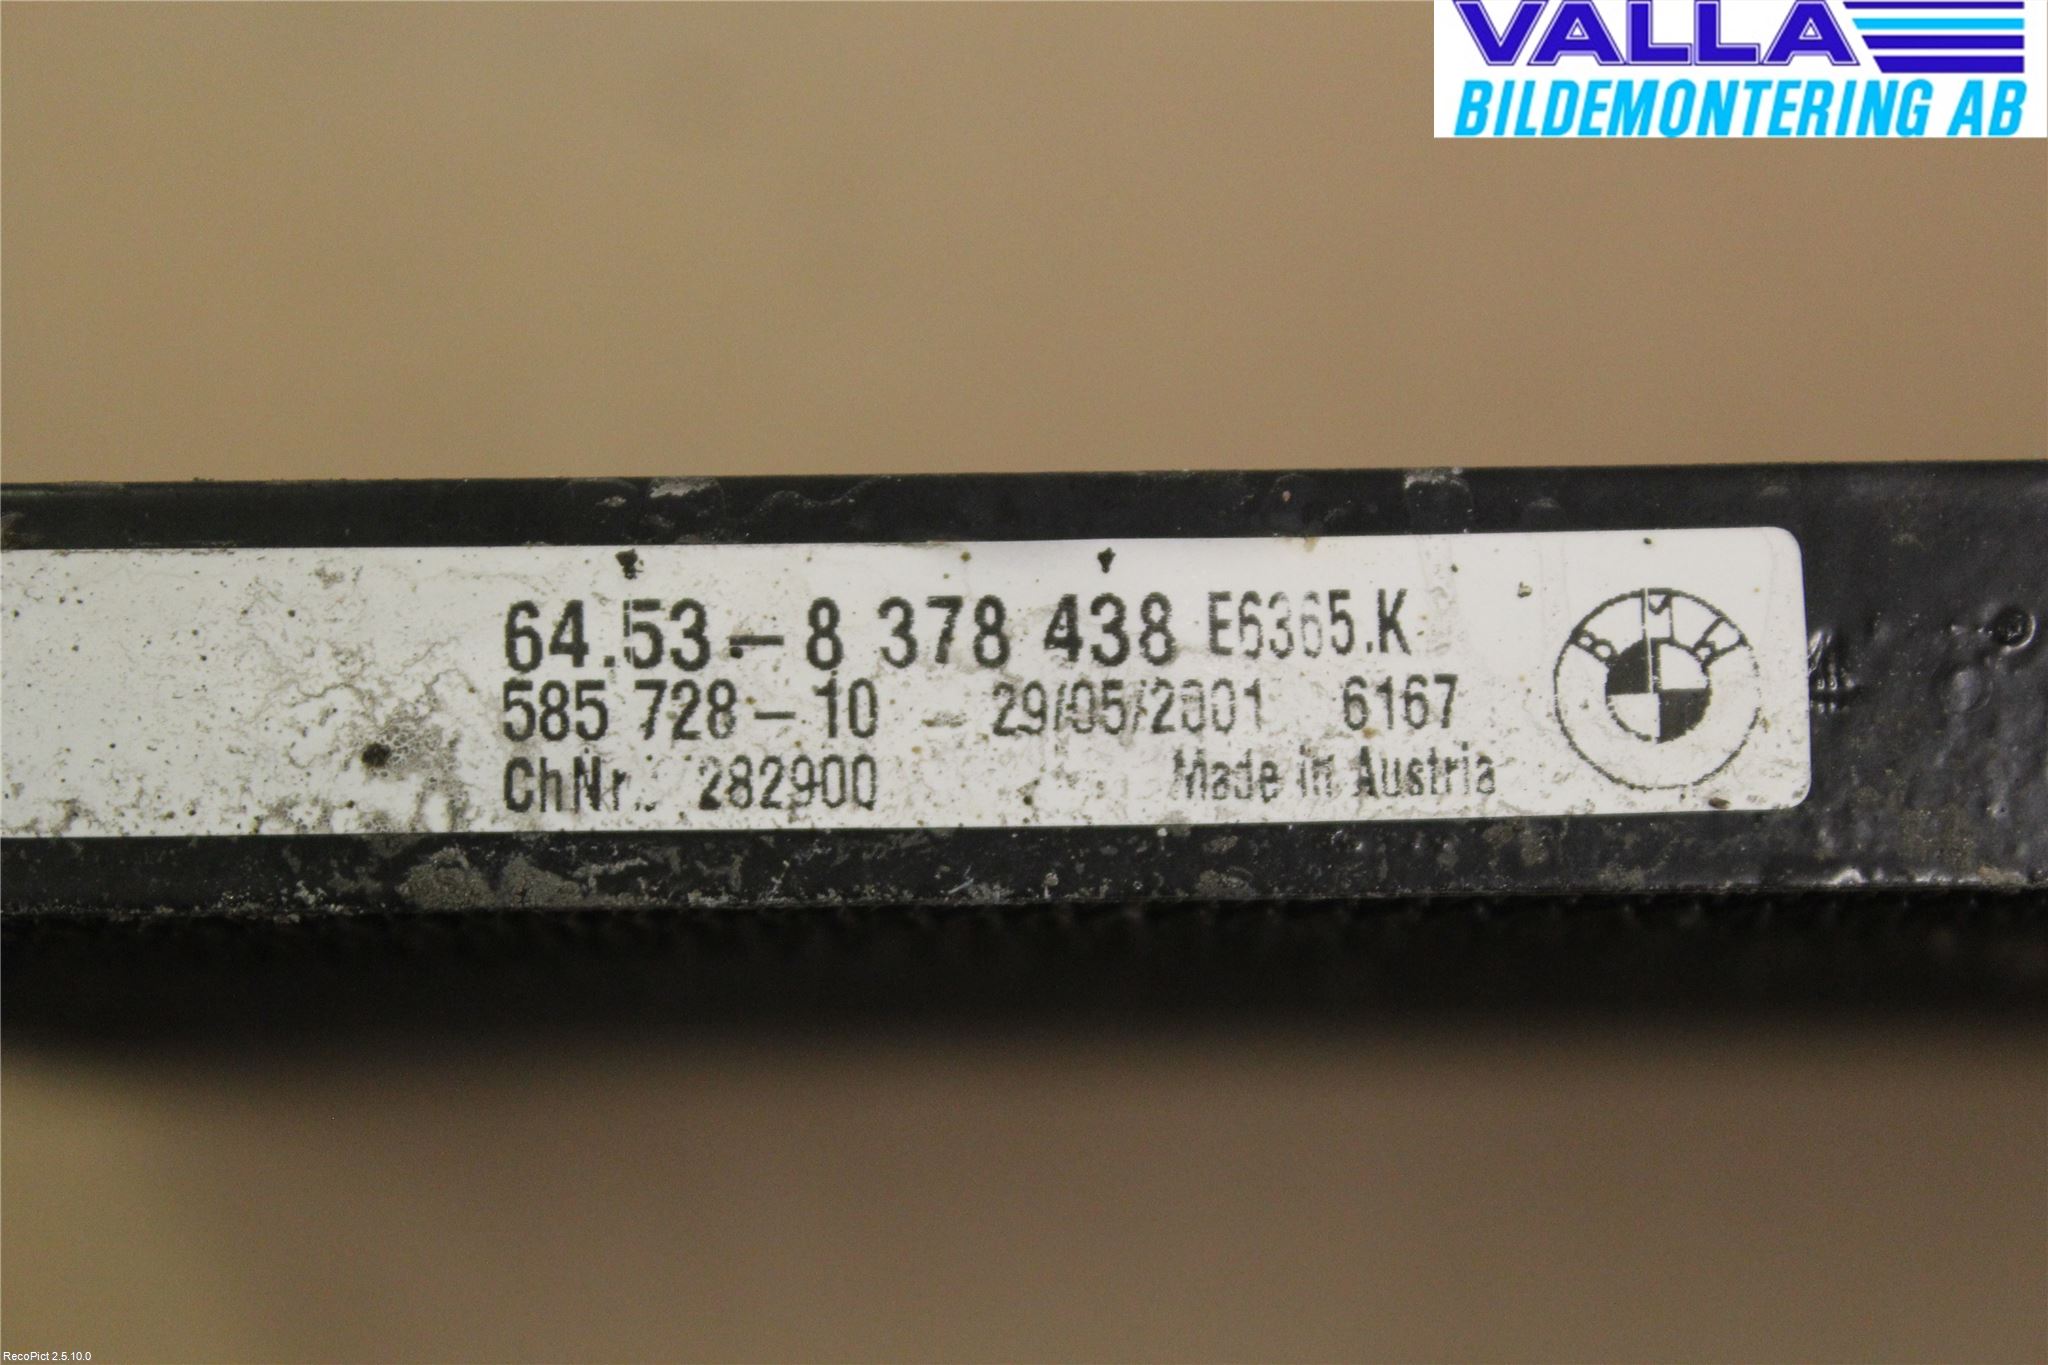 VALLA
BILDEMONTERING AB
64.53-8 378 438 E6365.K
585 728-10 - 29/05/2001 6167
ChNr.: 282900
Made in Austria
BMW
RecoPict 2.5.10.0